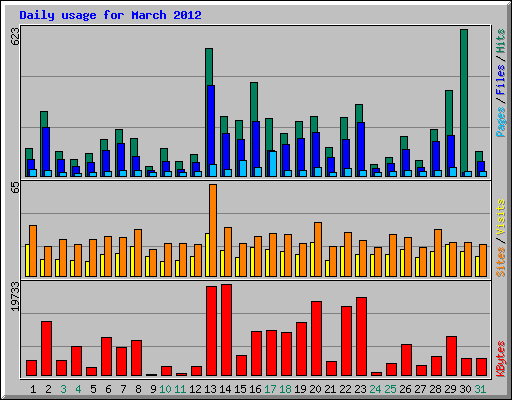 Daily usage for March 2012
623
Pages / Files / Hits
65
Sites / Visits
19733
KBytes
1 2 3 4 5 6 7 8 9 10 11 12 13 14 15 16 17 18 19 20 21 22 23 24 25 26 27 28 29 30 31